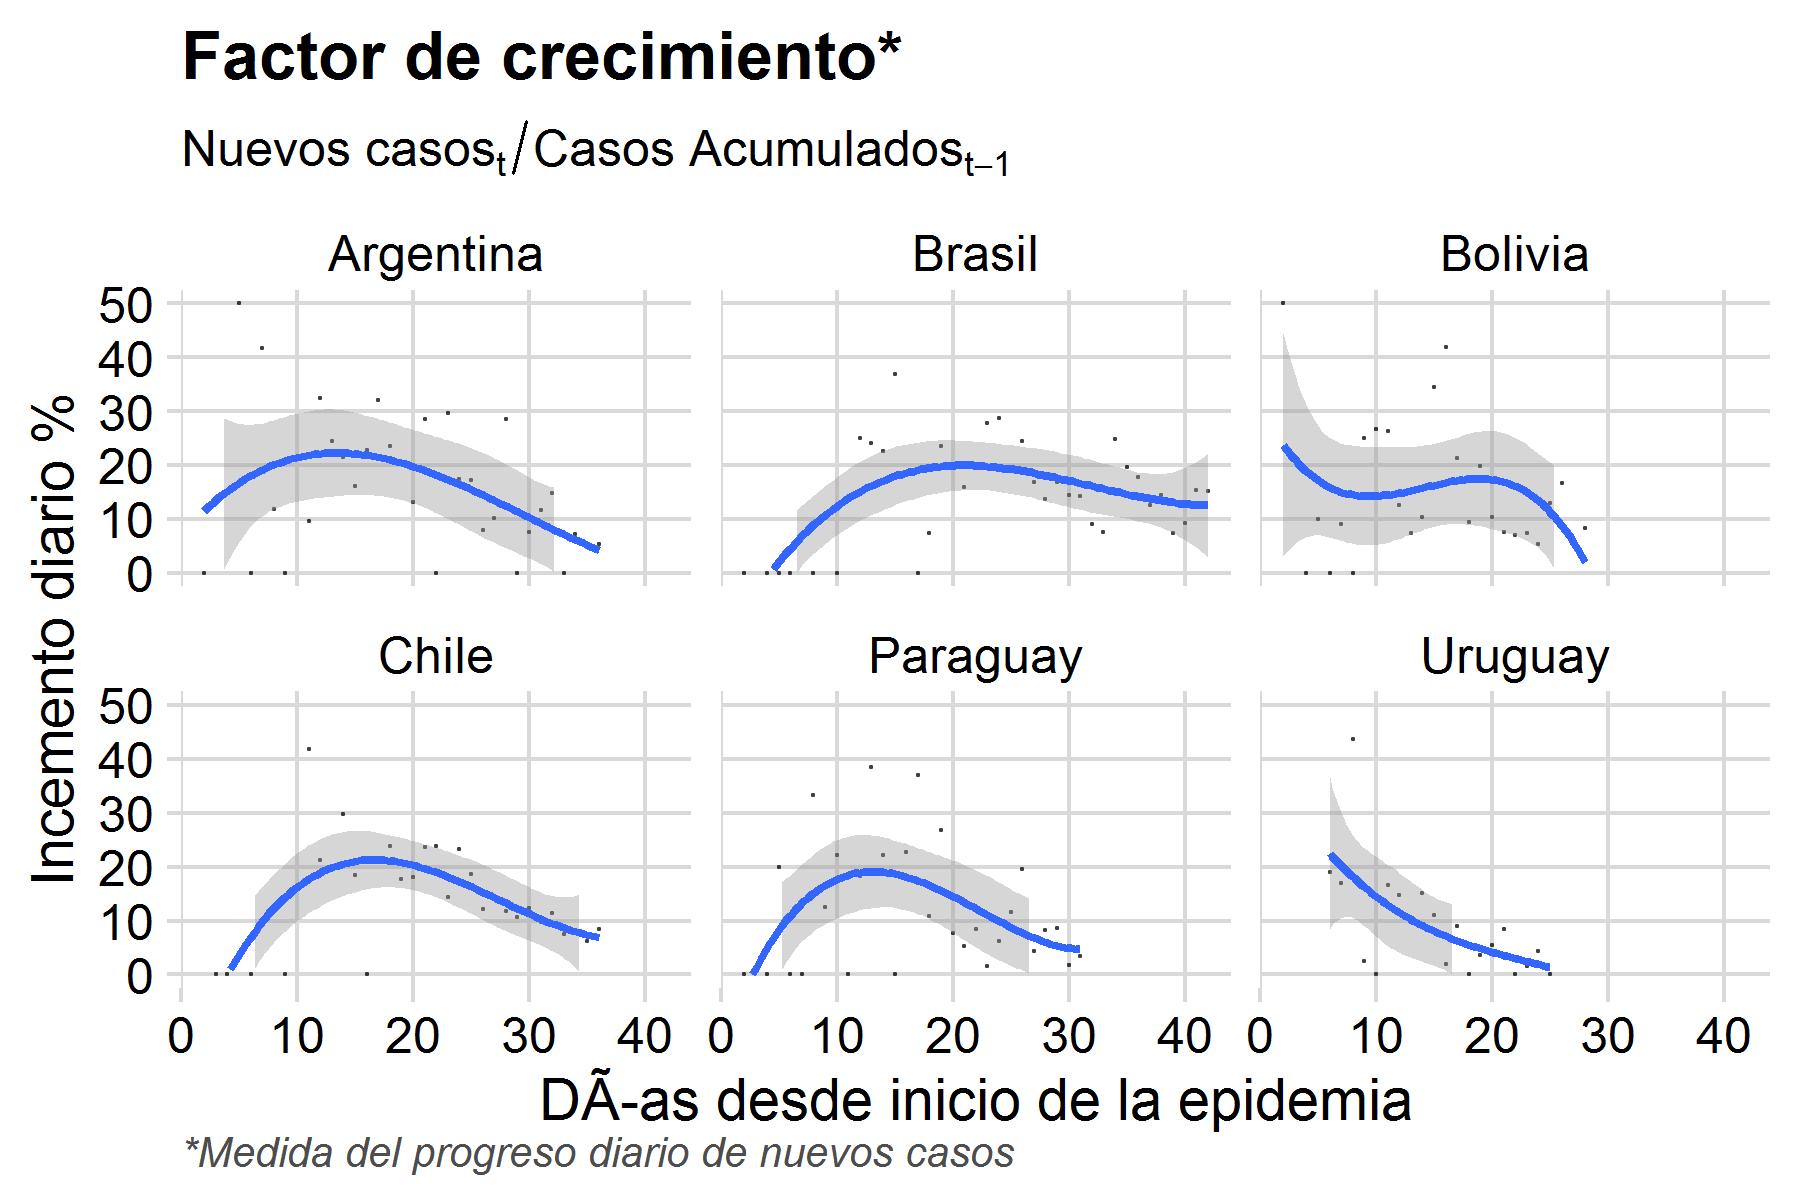 Factor de crecimiento*
Nuevos casosₜ/Casos Acumuladosₜ₋₁
Argentina Brasil Bolivia
50
40
30
20
10
0
Chile Paraguay Uruguay
50
40
30
20
10
0
0 10 20 30 40 0 10 20 30 40 0 10 20 30 40
Incemento diario %
DÃ-as desde inicio de la epidemia
*Medida del progreso diario de nuevos casos